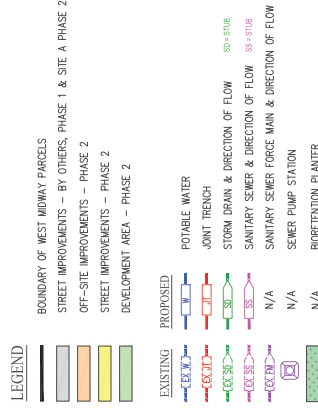 LEGEND
BOUNDARY OF WEST MIDWAY PARCELS
STREET IMPROVEMENTS - BY OTHERS, PHASE 1 & SITE A PHASE 2
OFF-SITE IMPROVEMENTS - PHASE 2
STREET IMPROVEMENTS - PHASE 2
DEVELOPMENT AREA - PHASE 2
EXISTING PROPOSED
EX W W POTABLE WATER
EX JT JT JOINT TRENCH
EX SD SD STORM DRAIN & DIRECTION OF FLOW SD = STUB
EX SS SS SANITARY SEWER & DIRECTION OF FLOW SS = STUB
EX FM N/A SANITARY SEWER FORCE MAIN & DIRECTION OF FLOW
N/A SEWER PUMP STATION
N/A BIORETENTION PLANTER